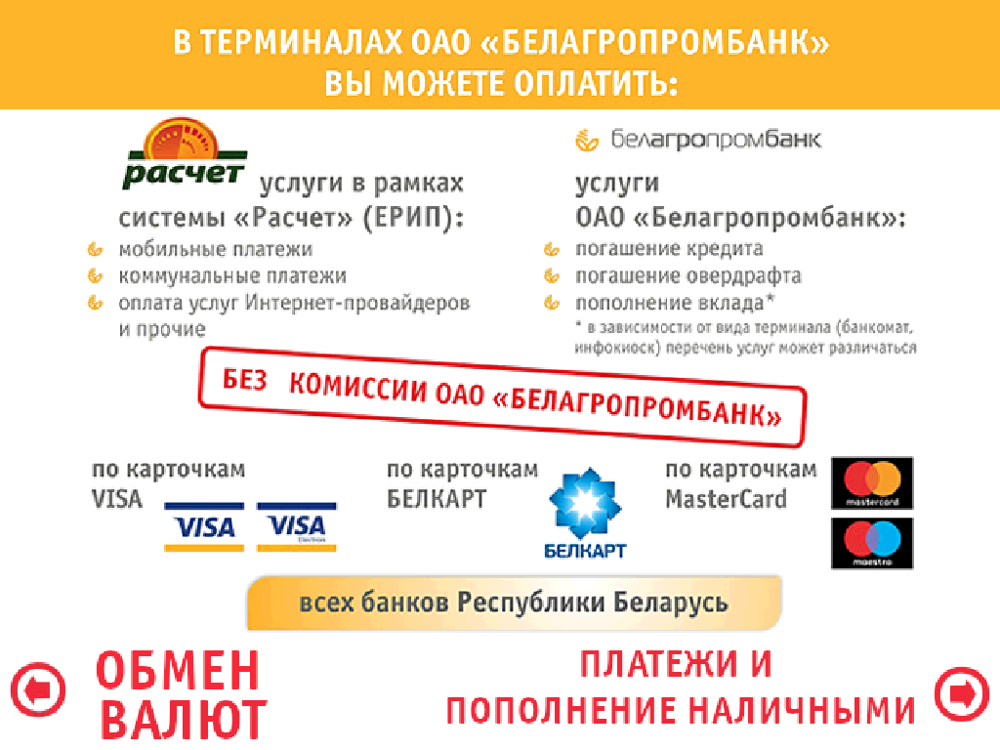 В ТЕРМИНАЛАХ ОАО «БЕЛАГРОПРОМБАНК»
ВЫ МОЖЕТЕ ОПЛАТИТЬ:
расчет услуги в рамках
системы «Расчет» (ЕРИП):
мобильные платежи
коммунальные платежи
оплата услуг Интернет-провайдеров
и прочие
белагропромбанк
услуги
ОАО «Белагропромбанк»:
погашение кредита
погашение овердрафта
пополнение вклада*
* в зависимости от вида терминала (банкомат,
инфокиоск) перечень услуг может различаться
БЕЗ КОМИССИИ ОАО «БЕЛАГРОПРОМБАНК»
по карточкам
VISA
VISA
VISA
Electron
по карточкам
БЕЛКАРТ
БЕЛКАРТ
по карточкам
MasterCard
mastercard
maestro
всех банков Республики Беларусь
ОБМЕН
ВАЛЮТ
ПЛАТЕЖИ И
ПОПОЛНЕНИЕ НАЛИЧНЫМИ